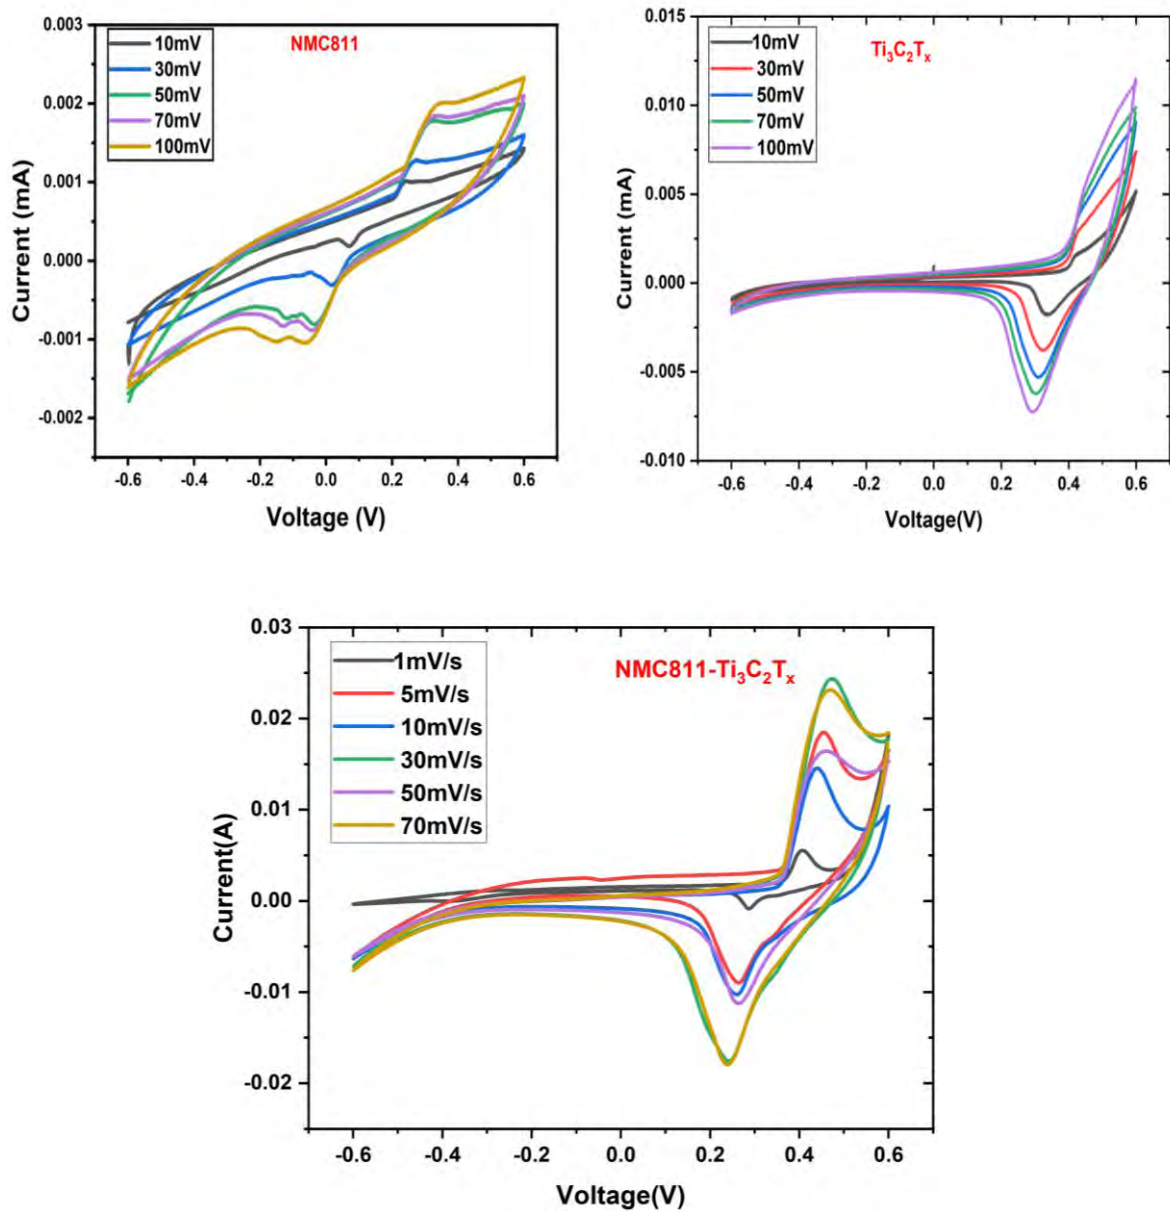 0.003
0.002
0.001
0.000
-0.001
-0.002
Current (mA)
10mV
30mV
50mV
70mV
100mV
NMC811
-0.6
-0.4
-0.2
0.0
0.2
0.4
0.6
Voltage (V)
0.015
0.010
0.005
0.000
-0.005
-0.010
Current (mA)
10mV
30mV
50mV
70mV
100mV
Ti₃C₂Tₓ
-0.6
-0.4
-0.2
0.0
0.2
0.4
0.6
Voltage(V)
0.03
0.02
0.01
0.00
-0.01
-0.02
Current(A)
1mV/s
5mV/s
10mV/s
30mV/s
50mV/s
70mV/s
NMC811-Ti₃C₂Tₓ
-0.6
-0.4
-0.2
0.0
0.2
0.4
0.6
Voltage(V)